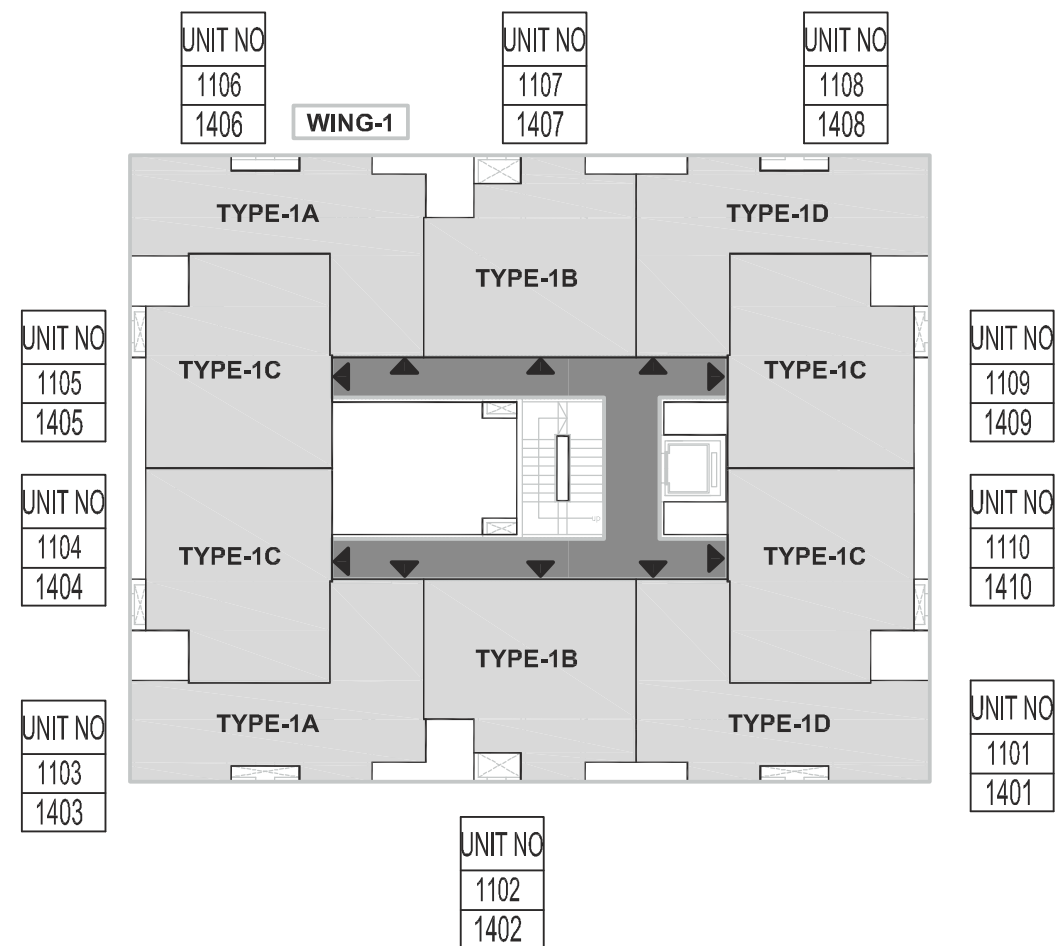 UNIT NO
1106
1406
WING-1
UNIT NO
1107
1407
UNIT NO
1108
1408
TYPE-1A
TYPE-1B
TYPE-1D
UNIT NO
1105
1405
TYPE-1C
TYPE-1C
UNIT NO
1109
1409
UNIT NO
1104
1404
TYPE-1C
TYPE-1C
UNIT NO
1110
1410
UNIT NO
1103
1403
TYPE-1A
TYPE-1B
TYPE-1D
UNIT NO
1101
1401
UNIT NO
1102
1402